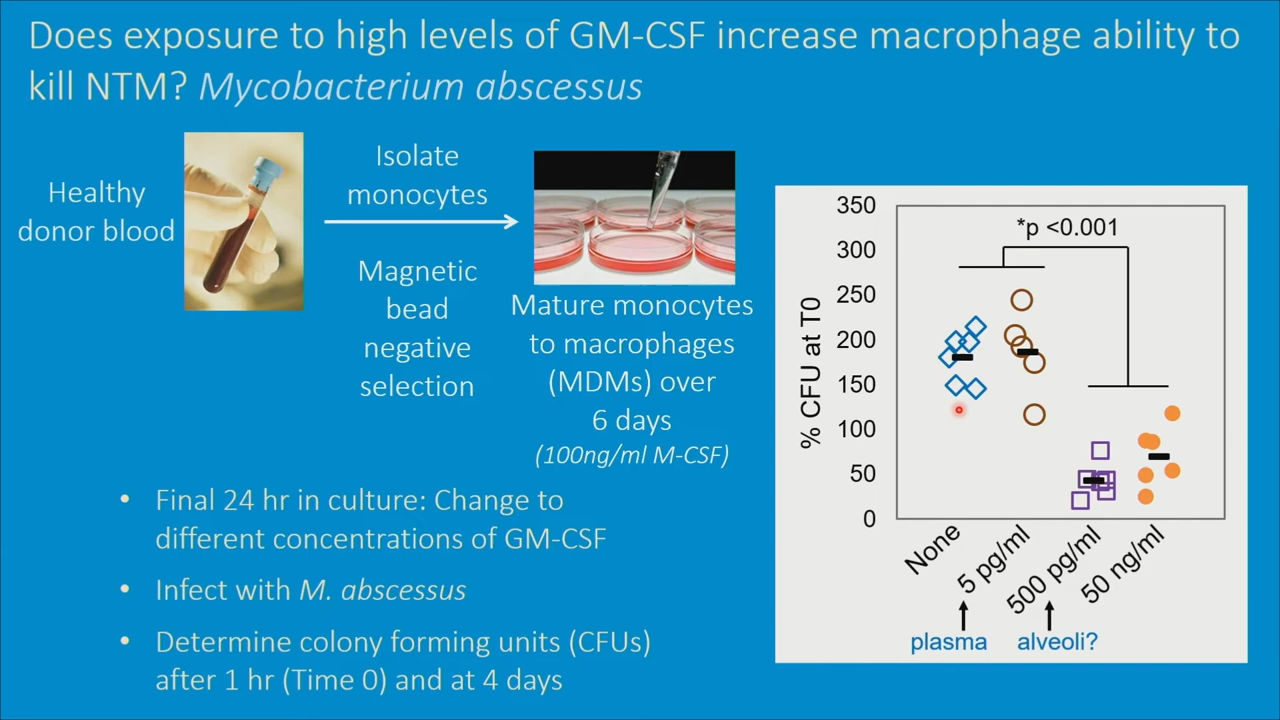 Does exposure to high levels of GM-CSF increase macrophage ability to
kill NTM? Mycobacterium abscessus
Healthy
donor blood
Isolate
monocytes
Magnetic
bead
negative
selection
Mature monocytes
to macrophages
(MDMs) over
6 days
(100ng/ml M-CSF)
• Final 24 hr in culture: Change to
different concentrations of GM-CSF
• Infect with M. abscessus
• Determine colony forming units (CFUs)
after 1 hr (Time 0) and at 4 days
% CFU at T0
350
300
250
200
150
100
50
0
*p <0.001
None
5 pg/ml
500 pg/ml
50 ng/ml
plasma
alveoli?